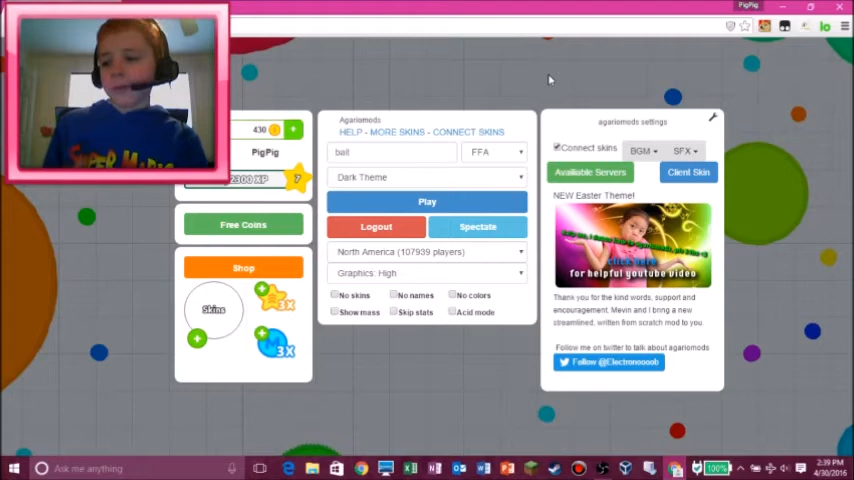 PigPig
430
PigPig
2300 XP
7
Free Coins
Shop
Skins
3X
3X
Agariomods
HELP - MORE SKINS - CONNECT SKINS
bait
FFA
Dark Theme
Play
Logout
Spectate
North America (107939 players)
Graphics: High
No skins
No names
No colors
Show mass
Skip stats
Acid mode
agariomods settings
Connect skins
BGM
SFX
Available Servers
Client Skin
NEW Easter Theme!
click here
for helpful youtube video
Thank you for the kind words, support and
encouragement. Mevin and I bring a new
streamlined, written from scratch mod to you.
Follow me on twitter to talk about agariomods
Follow @Electronoooob
SUPER MARIO
Ask me anything
100%
2:39 PM
4/30/2016